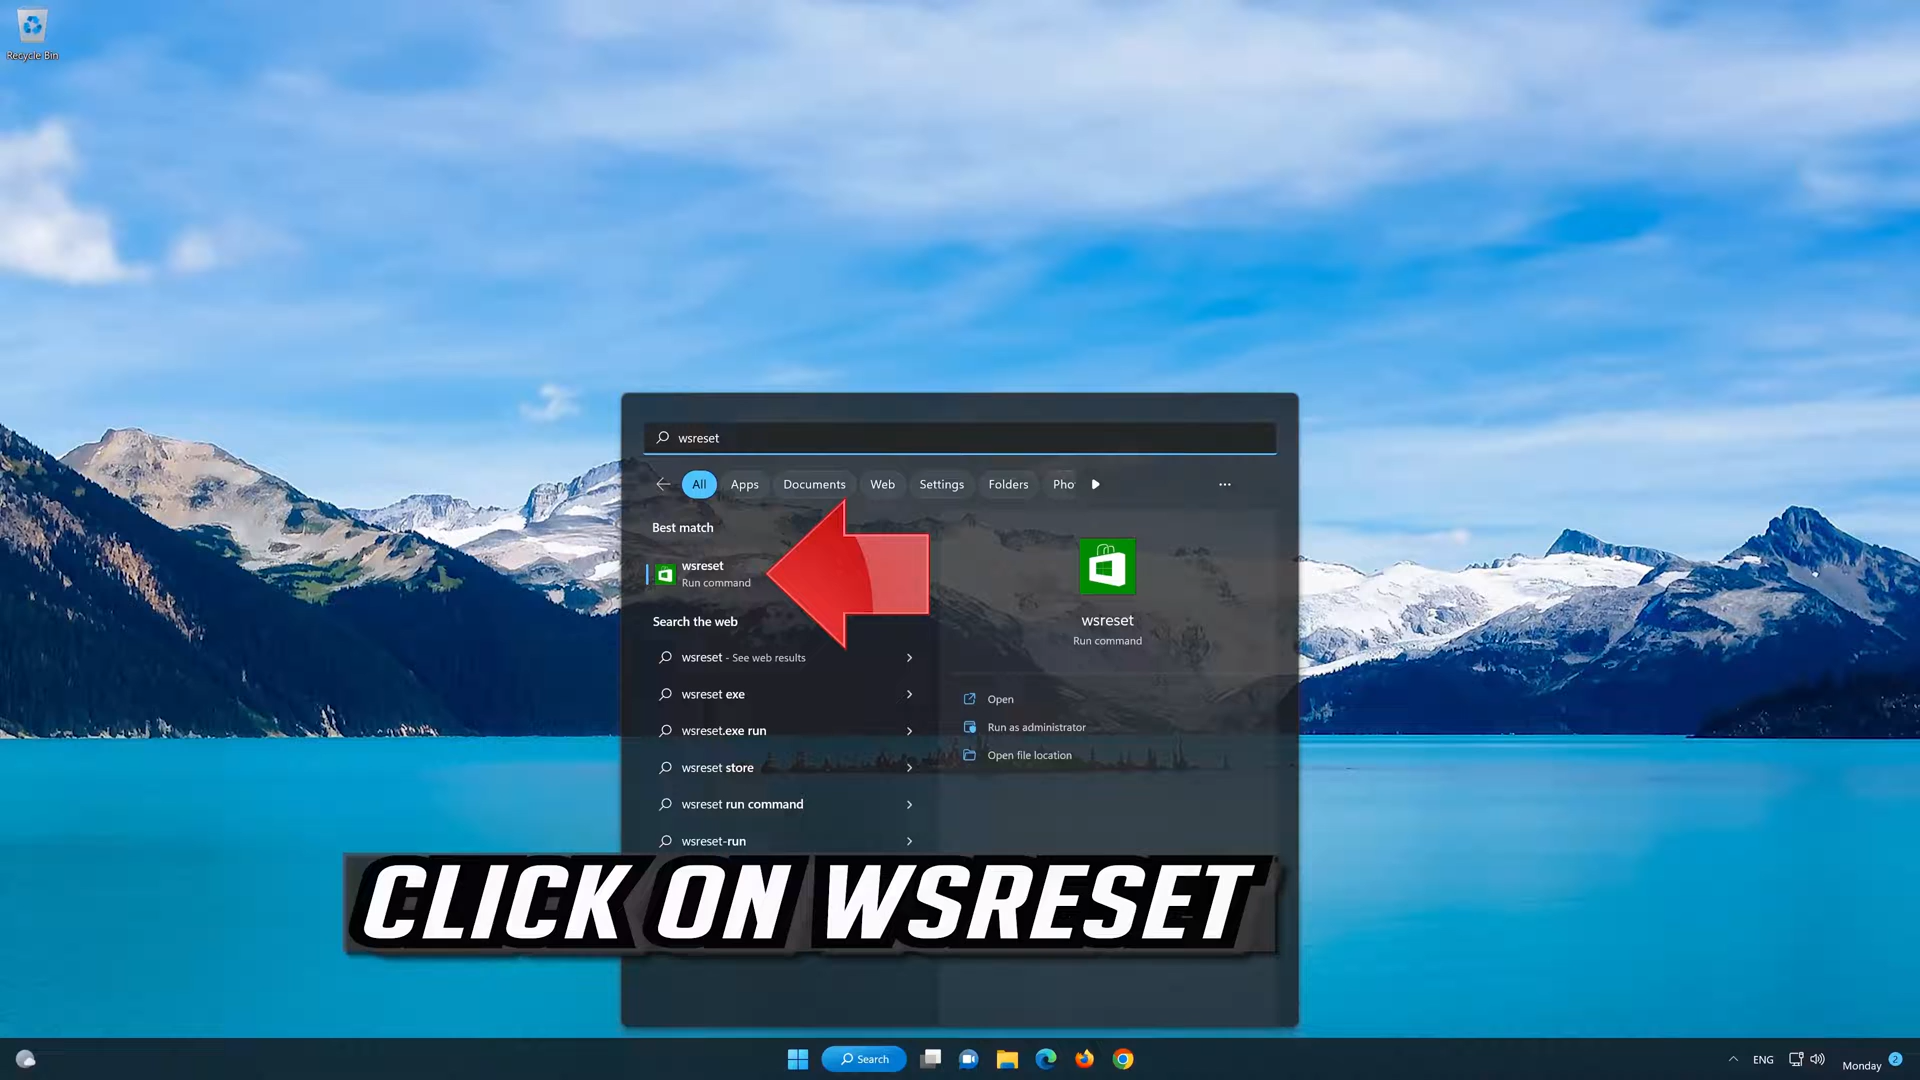 Recycle Bin
wsreset
All Apps Documents Web Settings Folders Pho
Best match
wsreset
Run command
Search the web
wsreset - See web results
wsreset exe
wsreset.exe run
wsreset store
wsreset run command
wsreset-run
wsreset
Run command
Open
Run as administrator
Open file location
CLICK ON WSRESET
Search
ENG
Monday
2